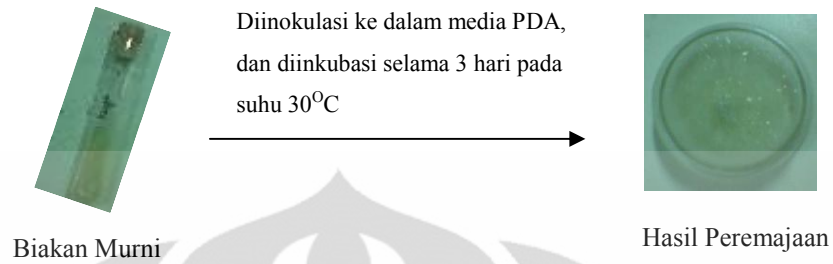 Diinokulasi ke dalam media PDA,
dan diinkubasi selama 3 hari pada
suhu 30ᴼC
Biakan Murni
Hasil Peremajaan